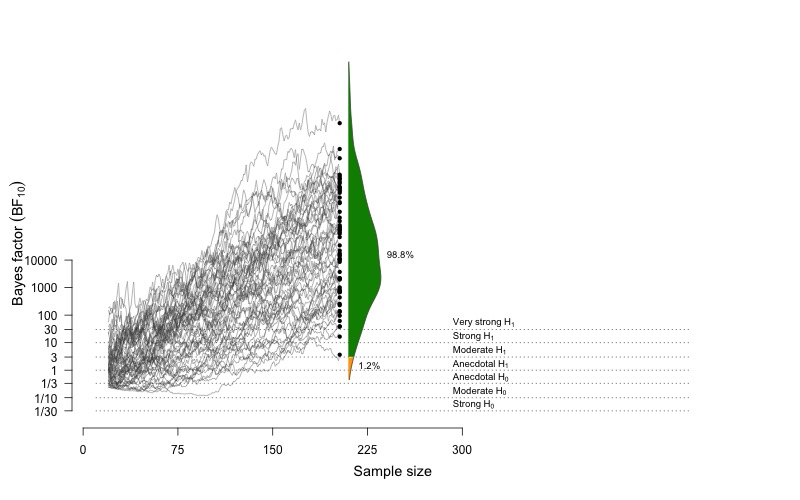 Bayes factor (BF₁₀)
10000
1000
100
30
10
3
1
1/3
1/10
1/30
98.8%
1.2%
Very strong H₁
Strong H₁
Moderate H₁
Anecdotal H₁
Anecdotal H₀
Moderate H₀
Strong H₀
0 75 150 225 300
Sample size